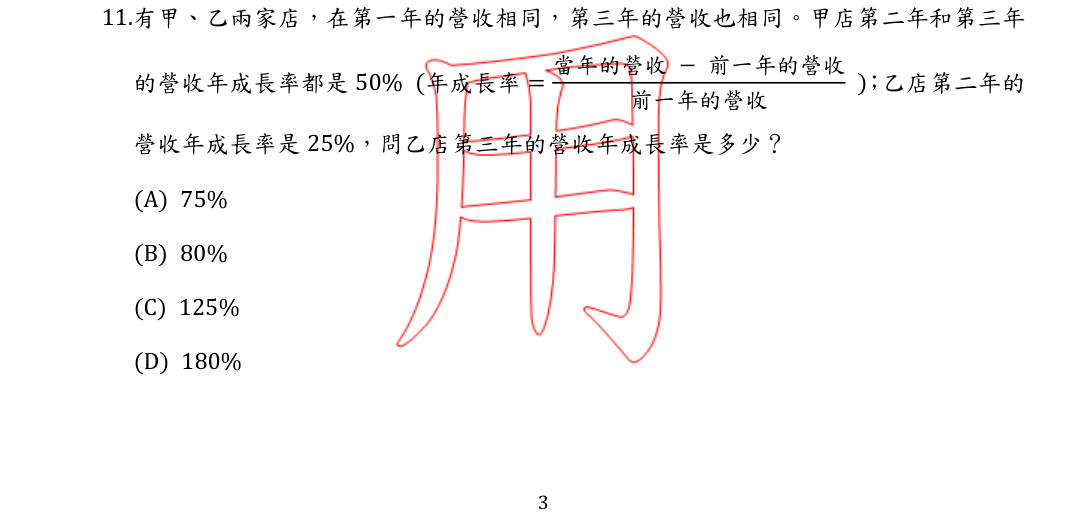 11.有甲、乙兩家店，在第一年的營收相同，第三年的營收也相同。甲店第二年和第三年
的營收年成長率都是 50% (年成長率 = (當年的營收 − 前一年的營收)/前一年的營收 )；乙店第二年的
營收年成長率是 25%，問乙店第三年的營收年成長率是多少？
(A) 75%
(B) 80%
(C) 125%
(D) 180%
用
3